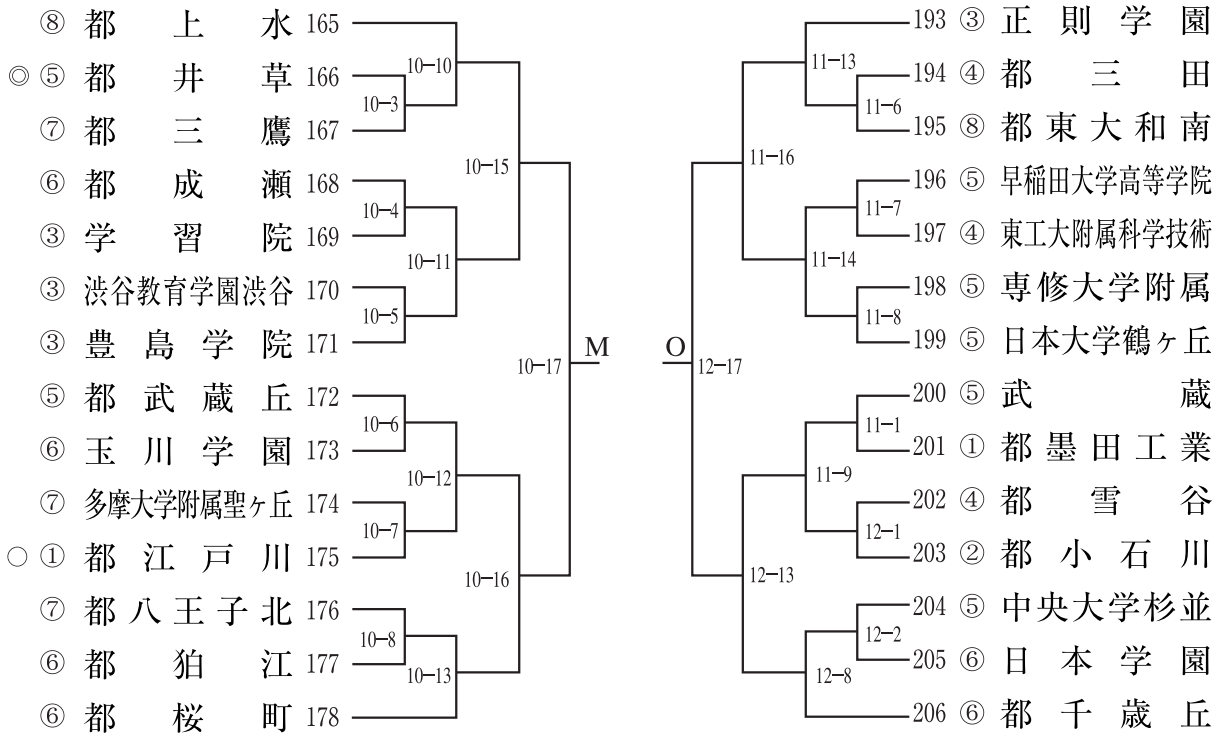 ⑧ 都上水 165
◎ ⑤ 都井草 166
⑦ 都三鷹 167
⑥ 都成瀬 168
③ 学習院 169
③ 渋谷教育学園渋谷 170
③ 豊島学院 171
⑤ 都武蔵丘 172
⑥ 玉川学園 173
⑦ 多摩大学附属聖ヶ丘 174
○ ① 都江戸川 175
⑦ 都八王子北 176
⑥ 都狛江 177
⑥ 都桜町 178
10-10
10-3
10-15
10-4
10-11
10-5
10-17
M
10-6
10-12
10-7
10-16
10-8
10-13
193 ③ 正則学園
194 ④ 都三田
195 ⑧ 都東大和南
196 ⑤ 早稲田大学高等学院
197 ④ 東工大附属科学技術
198 ⑤ 専修大学附属
199 ⑤ 日本大学鶴ヶ丘
200 ⑤ 武蔵
201 ① 都墨田工業
202 ④ 都雪谷
203 ② 都小石川
204 ⑤ 中央大学杉並
205 ⑥ 日本学園
206 ⑥ 都千歳丘
11-13
11-6
11-16
11-7
11-14
11-8
O
12-17
11-1
11-9
12-1
12-13
12-2
12-8